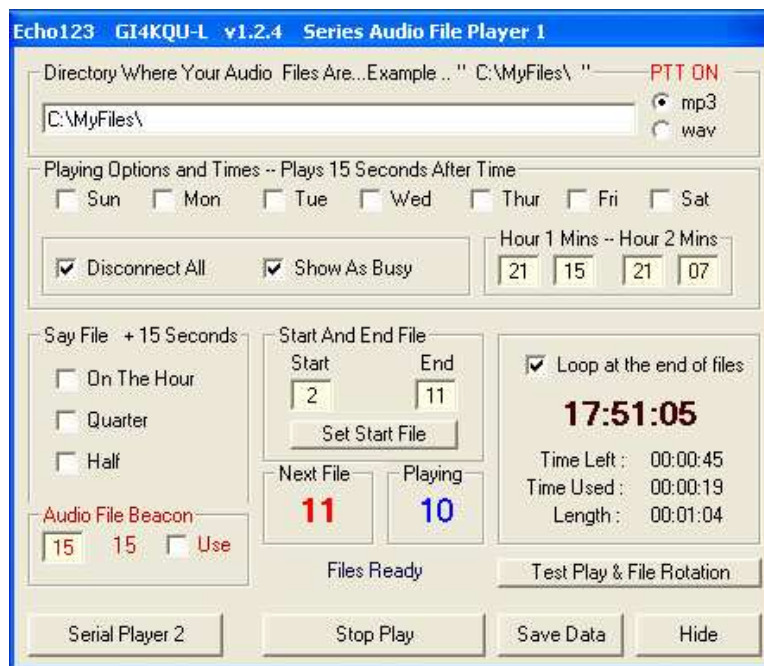 Echo123 GI4KQU-L v1.2.4 Series Audio File Player 1
Directory Where Your Audio Files Are...Example .. " C:\MyFiles\ " PTT ON
C:\MyFiles\
mp3
wav
Playing Options and Times -- Plays 15 Seconds After Time
Sun Mon Tue Wed Thur Fri Sat
Disconnect All Show As Busy
Hour 1 Mins -- Hour 2 Mins
21 15 21 07
Say File + 15 Seconds
On The Hour
Quarter
Half
Start And End File
Start End
2 11
Set Start File
Loop at the end of files
17:51:05
Time Left : 00:00:45
Time Used : 00:00:19
Length : 00:01:04
Next File Playing
11 10
Audio File Beacon
15 15 Use
Files Ready
Test Play & File Rotation
Serial Player 2 Stop Play Save Data Hide